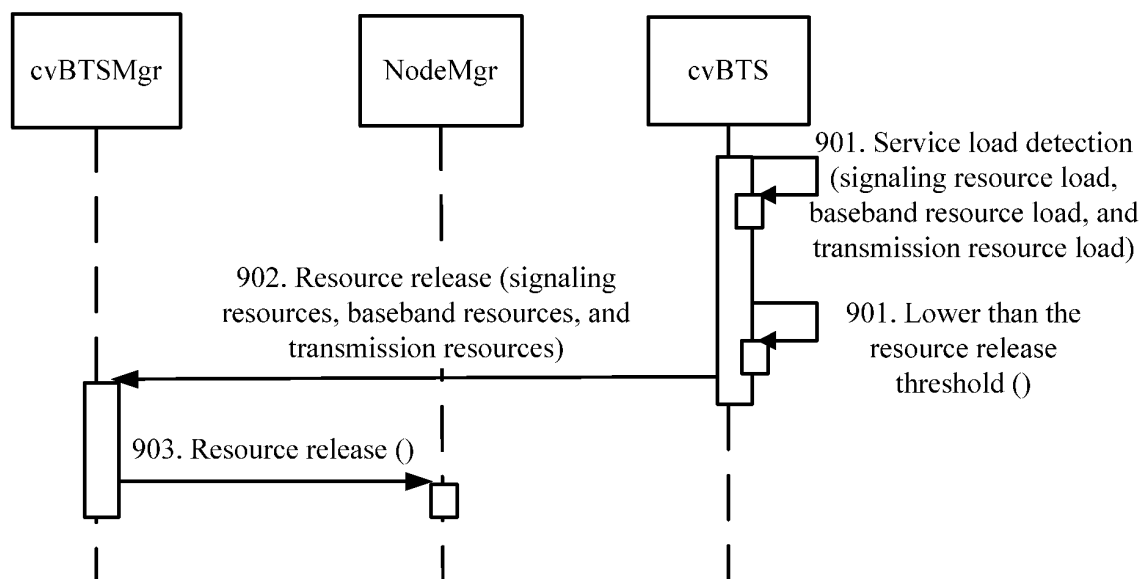 cvBTSMgr
NodeMgr
cvBTS
901. Service load detection
(signaling resource load,
baseband resource load, and
transmission resource load)
902. Resource release (signaling
resources, baseband resources, and
transmission resources)
901. Lower than the
resource release
threshold ()
903. Resource release ()